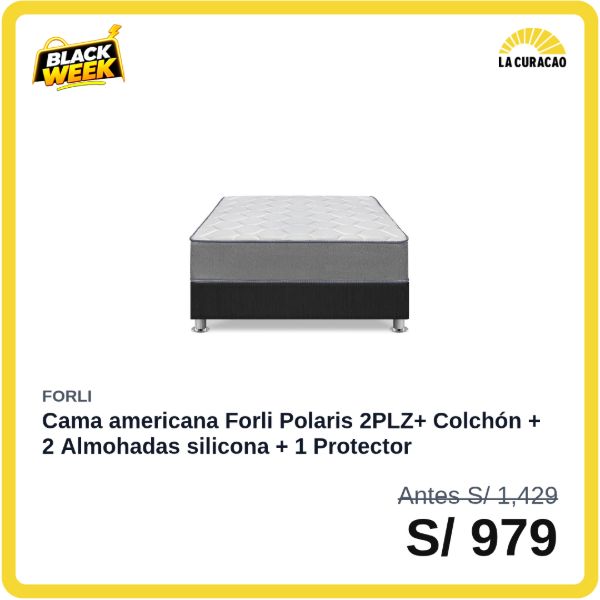 BLACK
WEEK
LA CURACAO
FORLI
Cama americana Forli Polaris 2PLZ+ Colchón +
2 Almohadas silicona + 1 Protector
Antes S/ 1,429
S/ 979